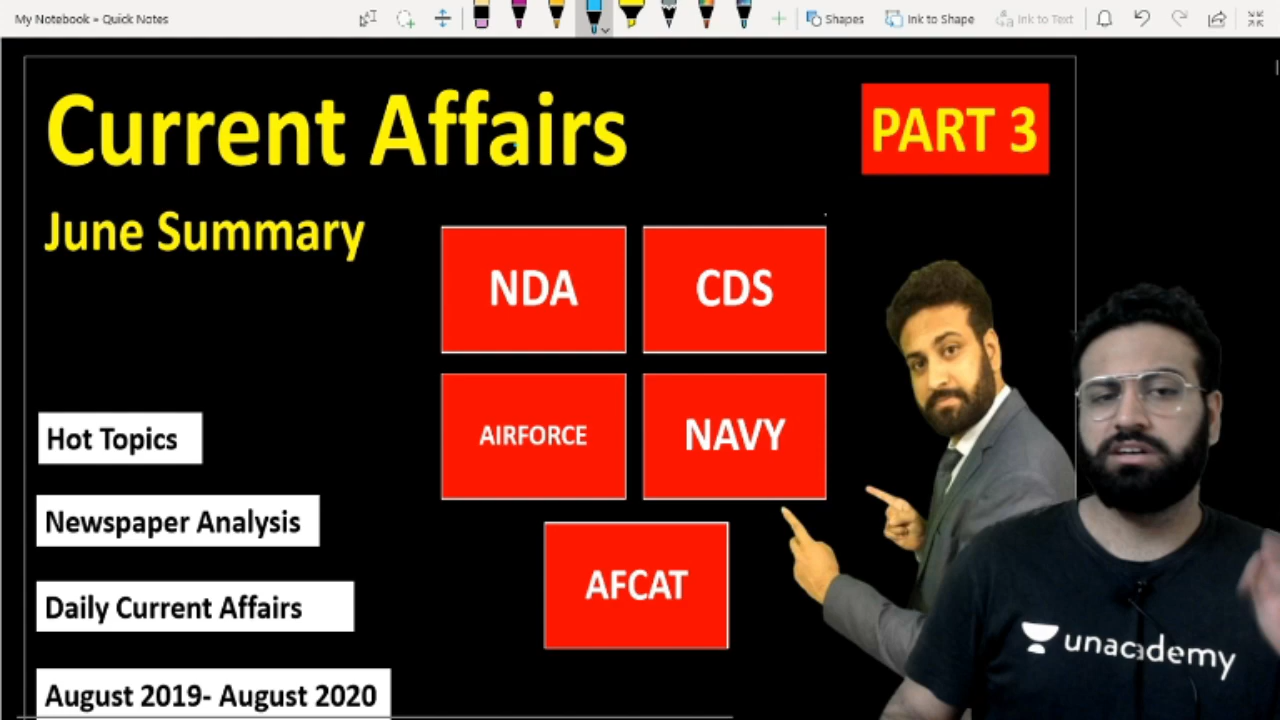 My Notebook » Quick Notes
Shapes
Ink to Shape
Ink to Text
Current Affairs
PART 3
June Summary
NDA
CDS
AIRFORCE
NAVY
AFCAT
Hot Topics
Newspaper Analysis
Daily Current Affairs
August 2019- August 2020
unacademy